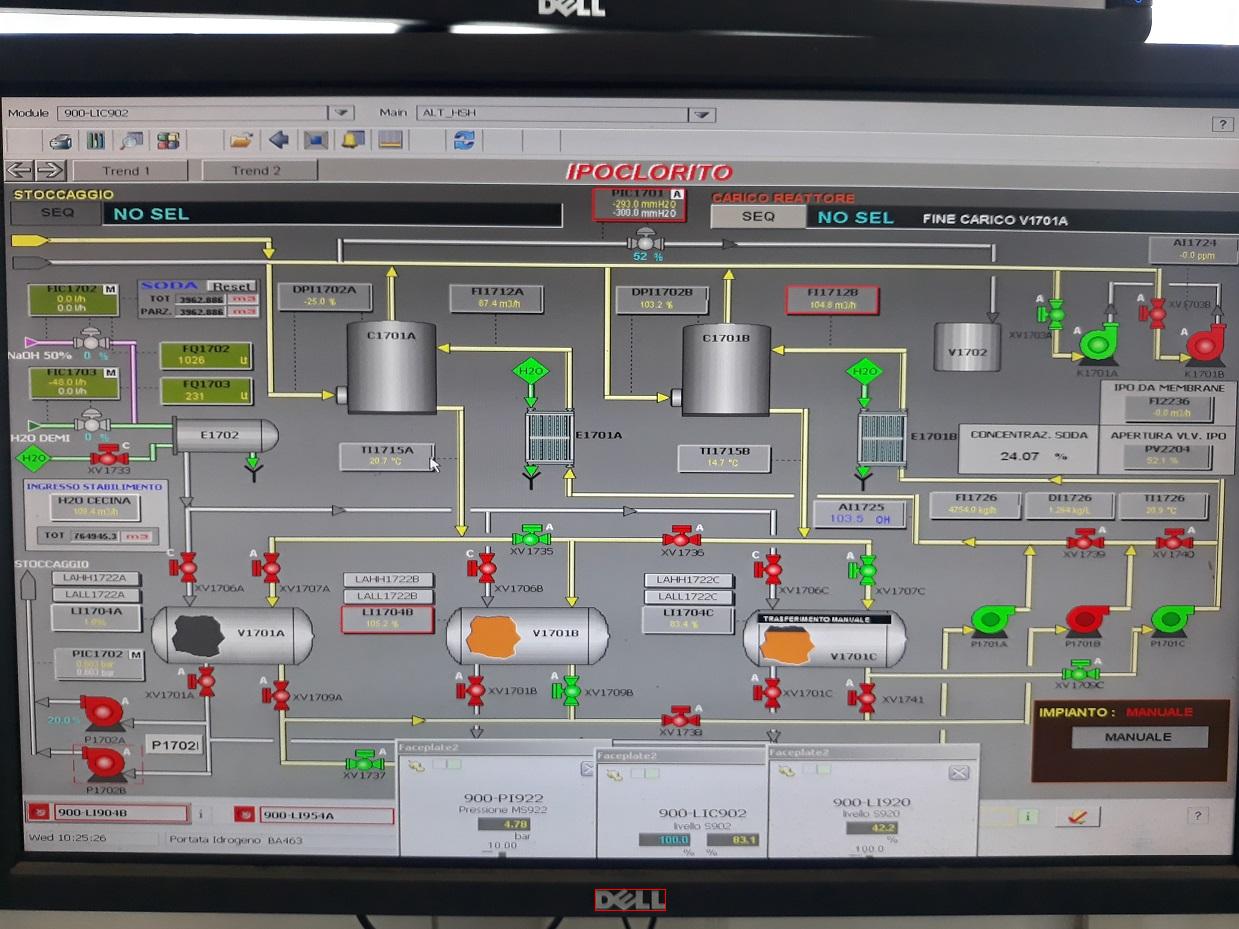 DELL
Module 900-LIC902 Main ALT_HSH ?
Trend 1 Trend 2 IPOCLORITO
STOCCAGGIO
SEQ NO SEL
PIC1701 A
-293.0 mmH2O
-300.0 mmH2O
CARICO REATTORE
SEQ NO SEL FINE CARICO V1701A
52 %
AI1724
-0.0 ppm
FIC1702 M
0.0 l/h
0.0 l/h
SODA Reset
TOT 3962.886 m3
PARZ. 3962.886 m3
DPI1702A
-25.0 %
FI1712A
87.4 m3/h
DPI1702B
103.2 %
FI1712B
104.8 m3/h
C1701A
C1701B
V1702
A
XV1703A
A
K1701A
A
XV1703B
A
K1701B
NaOH 50% 0 %
FQ1702
1026 u
FIC1703 M
-48.0 l/h
0.0 l/h
FQ1703
231 u
H2O
H2O
IPO DA MEMBRANE
FI2236
-0.0 m3/h
H2O DEMI 0 %
H2O
C
XV1733
E1702
E1701A
E1701B
CONCENTRAZ. SODA
24.07 %
APERTURA VLV. IPO
PV2204
52.1 %
TI1715A
20.7 °C
TI1715B
14.7 °C
INGRESSO STABILIMENTO
H2O CECINA
109.4 m3/h
TOT 764945.3 m3
AI1725
103.5 OH
FI1726
4754.0 kg/h
DI1726
1.264 kg/L
TI1726
20.9 °C
A
XV1735
A
XV1736
A
XV1739
A
XV1740
STOCCAGGIO
C
XV1706A
A
XV1707A
C
XV1706B
C
XV1706C
A
XV1707C
LAHH1722A
LALL1722A
LI1704A
1.0%
LAHH1722B
LALL1722B
LI1704B
105.2 %
LAHH1722C
LALL1722C
LI1704C
83.4 %
V1701A
V1701B
TRASFERIMENTO MANUALE
V1701C
P1701A
P1701B
P1701C
PIC1702 M
0.603 bar
0.603 bar
A
XV1701A
A
XV1709A
A
XV1701B
A
XV1709B
A
XV1701C
A
XV1741
A
XV1709C
20.0%
A
P1702A
P1702I
A
P1702B
A
XV1738
A
XV1737
IMPIANTO : MANUALE
MANUALE
Faceplate2
900-PI922
Pressione MS922
4.78
bar
10.00
Faceplate2
900-LIC902
livello S902
100.0 83.1
% %
Faceplate2
900-LI920
livello S920
42.2
%
100.0
900-LI904B i 900-LI954A i ?
Wed 10:25:26 Portata Idrogeno BA463
DELL